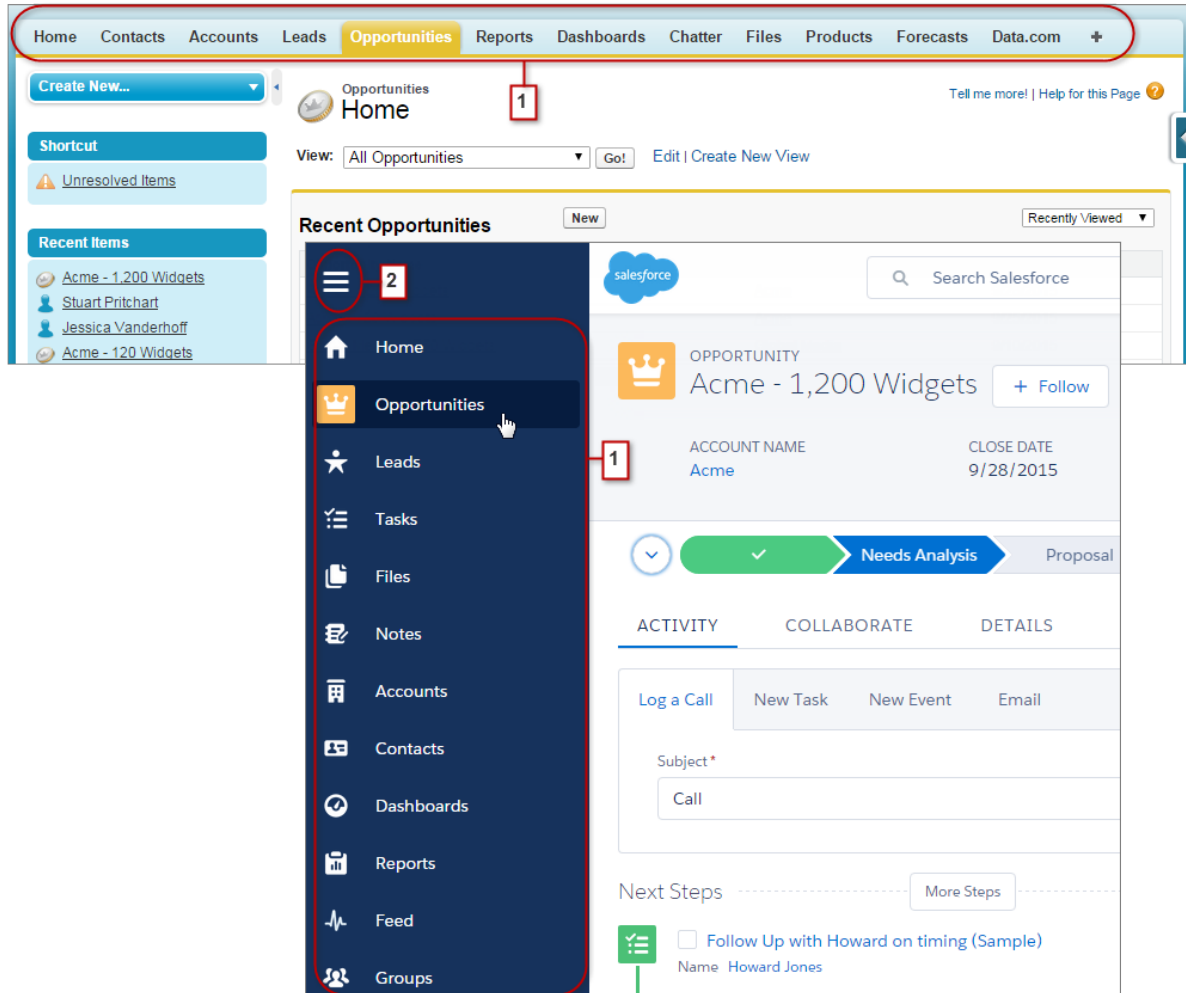 Home Contacts Accounts Leads Opportunities Reports Dashboards Chatter Files Products Forecasts Data.com +
1
Create New...
Opportunities
Home
Tell me more! | Help for this Page ?
Shortcut
Unresolved Items
View: All Opportunities Go! Edit | Create New View
Recent Opportunities New Recently Viewed
Recent Items
Acme - 1,200 Widgets
Stuart Pritchart
Jessica Vanderhoff
Acme - 120 Widgets
2
salesforce
Search Salesforce
Home
Opportunities
Leads
Tasks
Files
Notes
Accounts
Contacts
Dashboards
Reports
Feed
Groups
1
OPPORTUNITY
Acme - 1,200 Widgets + Follow
ACCOUNT NAME CLOSE DATE
Acme 9/28/2015
Needs Analysis Proposal
ACTIVITY COLLABORATE DETAILS
Log a Call New Task New Event Email
Subject*
Call
Next Steps More Steps
Follow Up with Howard on timing (Sample)
Name Howard Jones